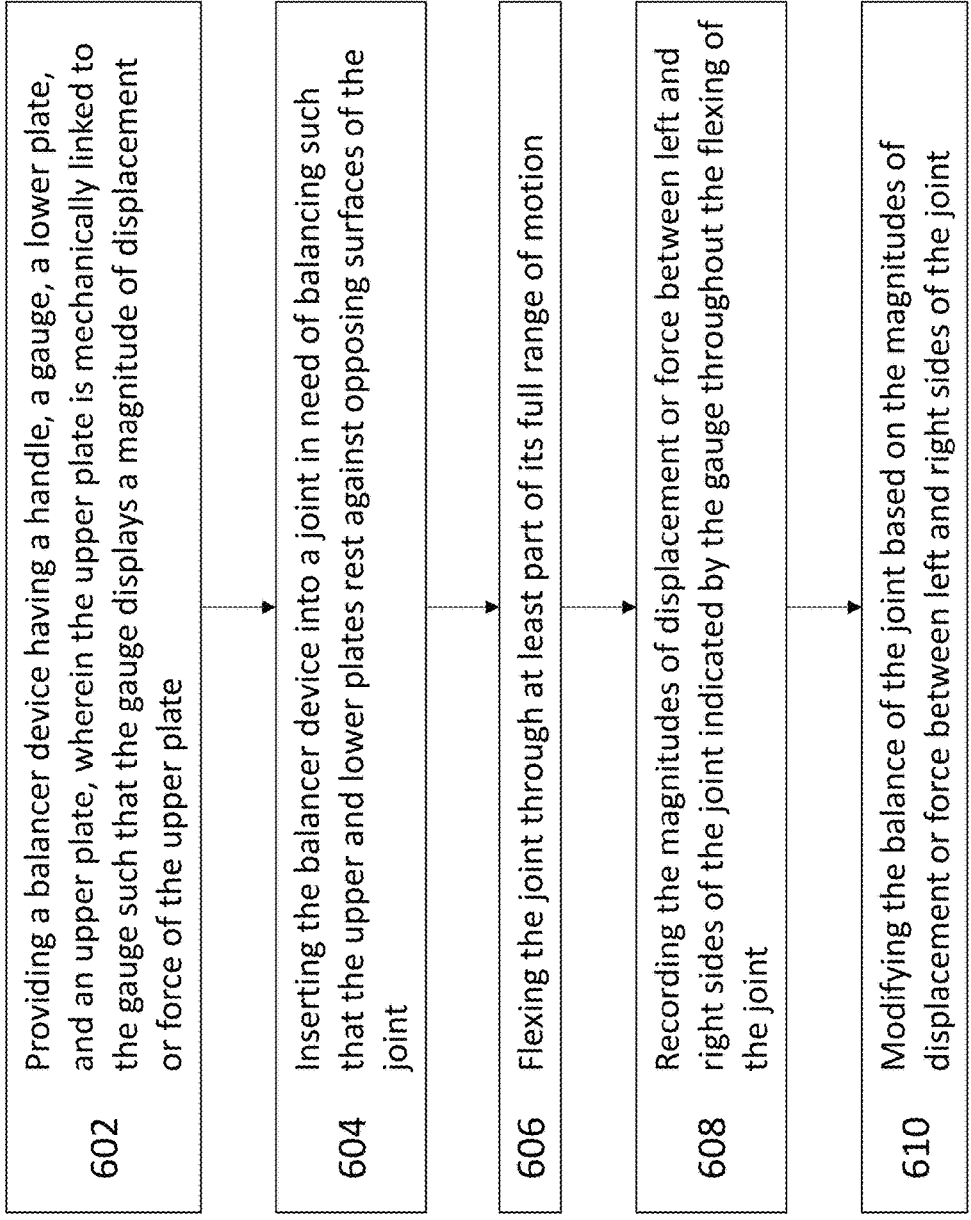 602 Providing a balancer device having a handle, a gauge, a lower plate,
and an upper plate, wherein the upper plate is mechanically linked to
the gauge such that the gauge displays a magnitude of displacement
or force of the upper plate
604 Inserting the balancer device into a joint in need of balancing such
that the upper and lower plates rest against opposing surfaces of the
joint
606 Flexing the joint through at least part of its full range of motion
608 Recording the magnitudes of displacement or force between left and
right sides of the joint indicated by the gauge throughout the flexing of
the joint
610 Modifying the balance of the joint based on the magnitudes of
displacement or force between left and right sides of the joint